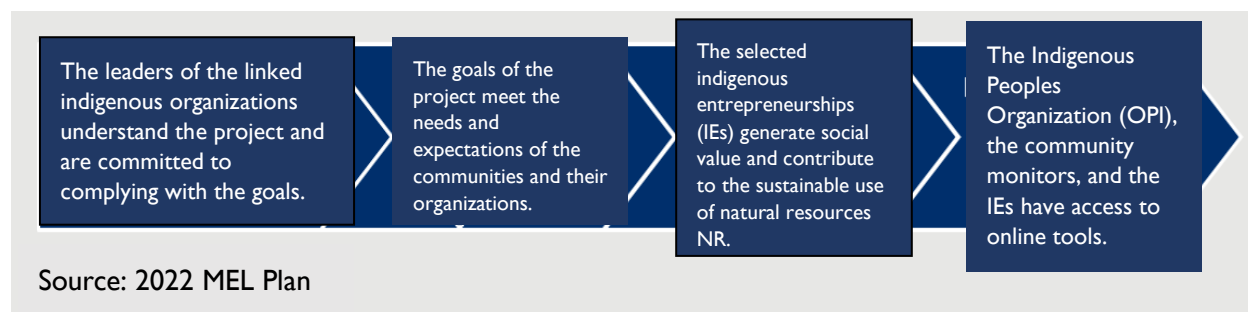 The leaders of the linked
indigenous organizations
understand the project and
are committed to
complying with the goals.
The goals of the
project meet the
needs and
expectations of the
communities and their
organizations.
The selected
indigenous
entrepreneurships
(IEs) generate social
value and contribute
to the sustainable use
of natural resources
NR.
The Indigenous
Peoples
Organization (OPI),
the community
monitors, and the
IEs have access to
online tools.
Source: 2022 MEL Plan